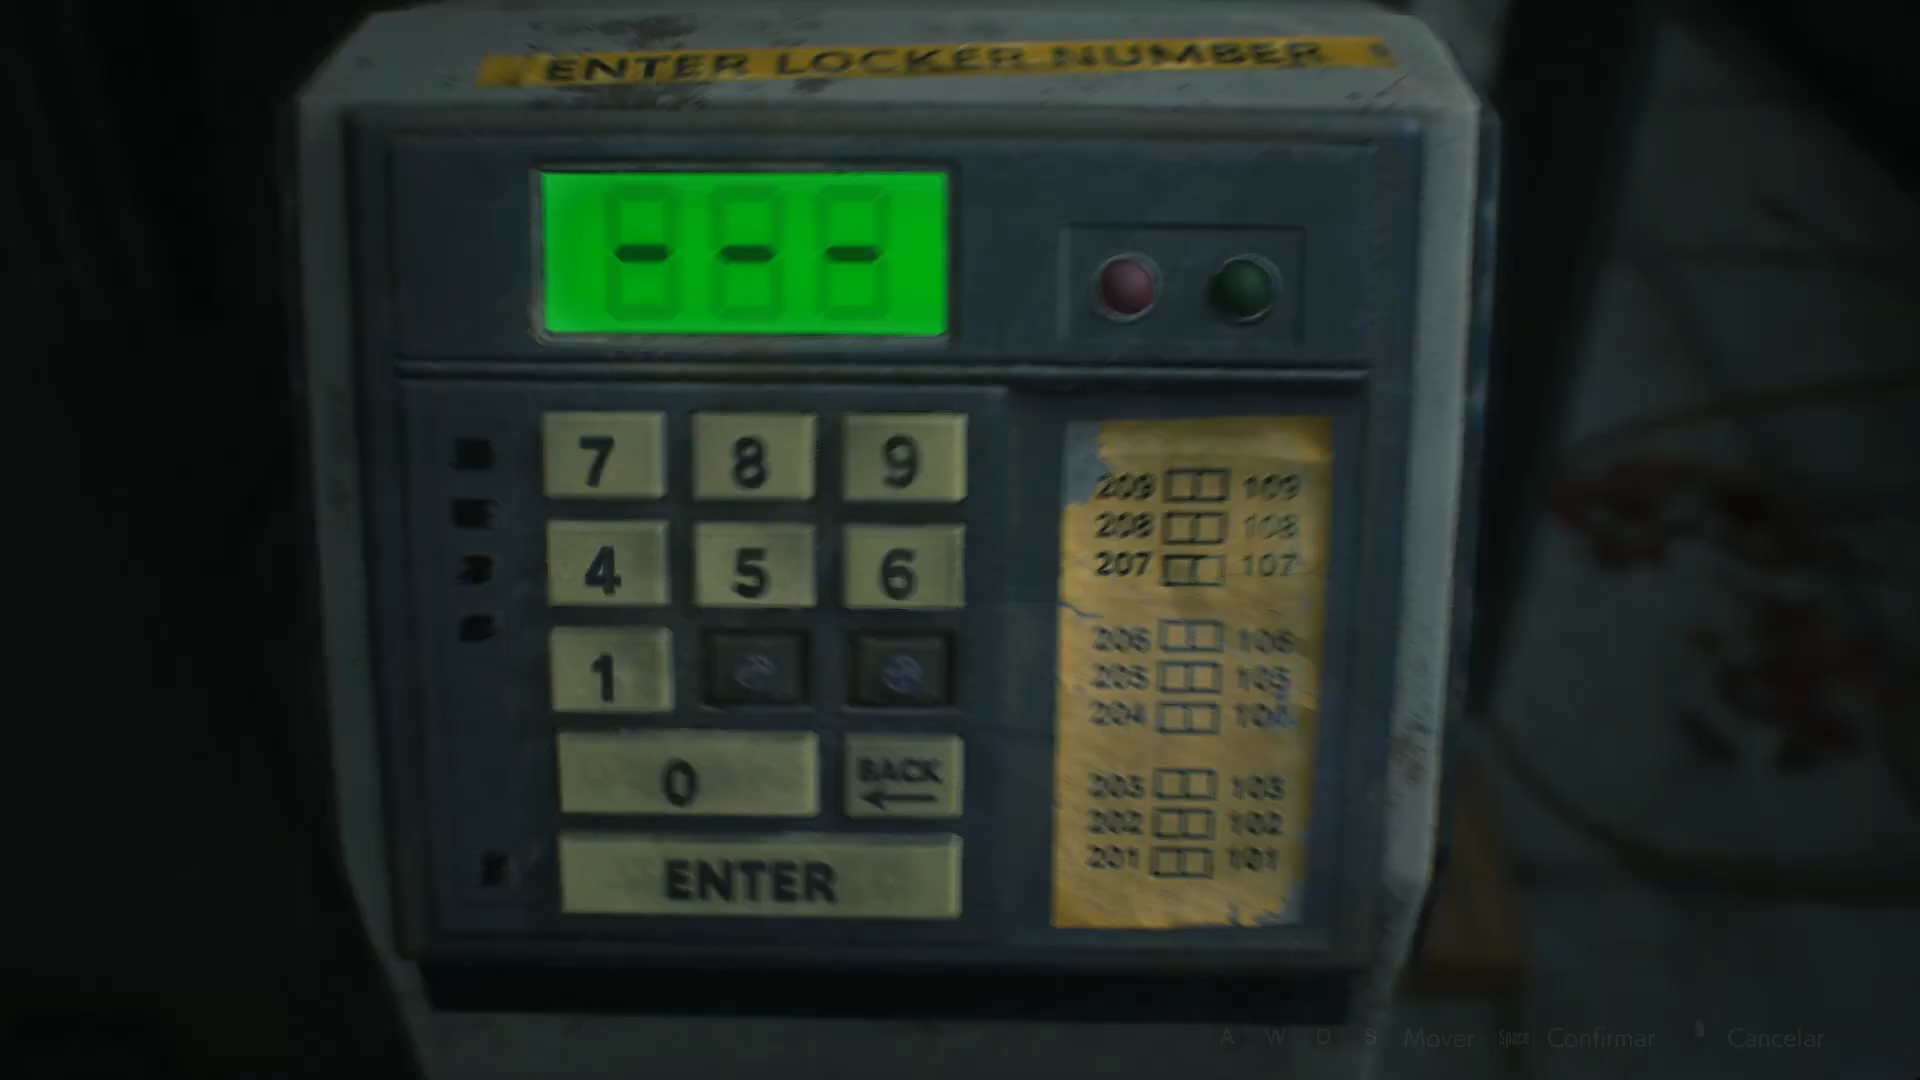 ENTER LOCKER NUMBER
7 8 9
4 5 6
1
0 BACK
ENTER
209 109
208 108
207 107
206 106
205 105
204 104
203 103
202 102
201 101
A W D S Mover Space Confirmar Cancelar